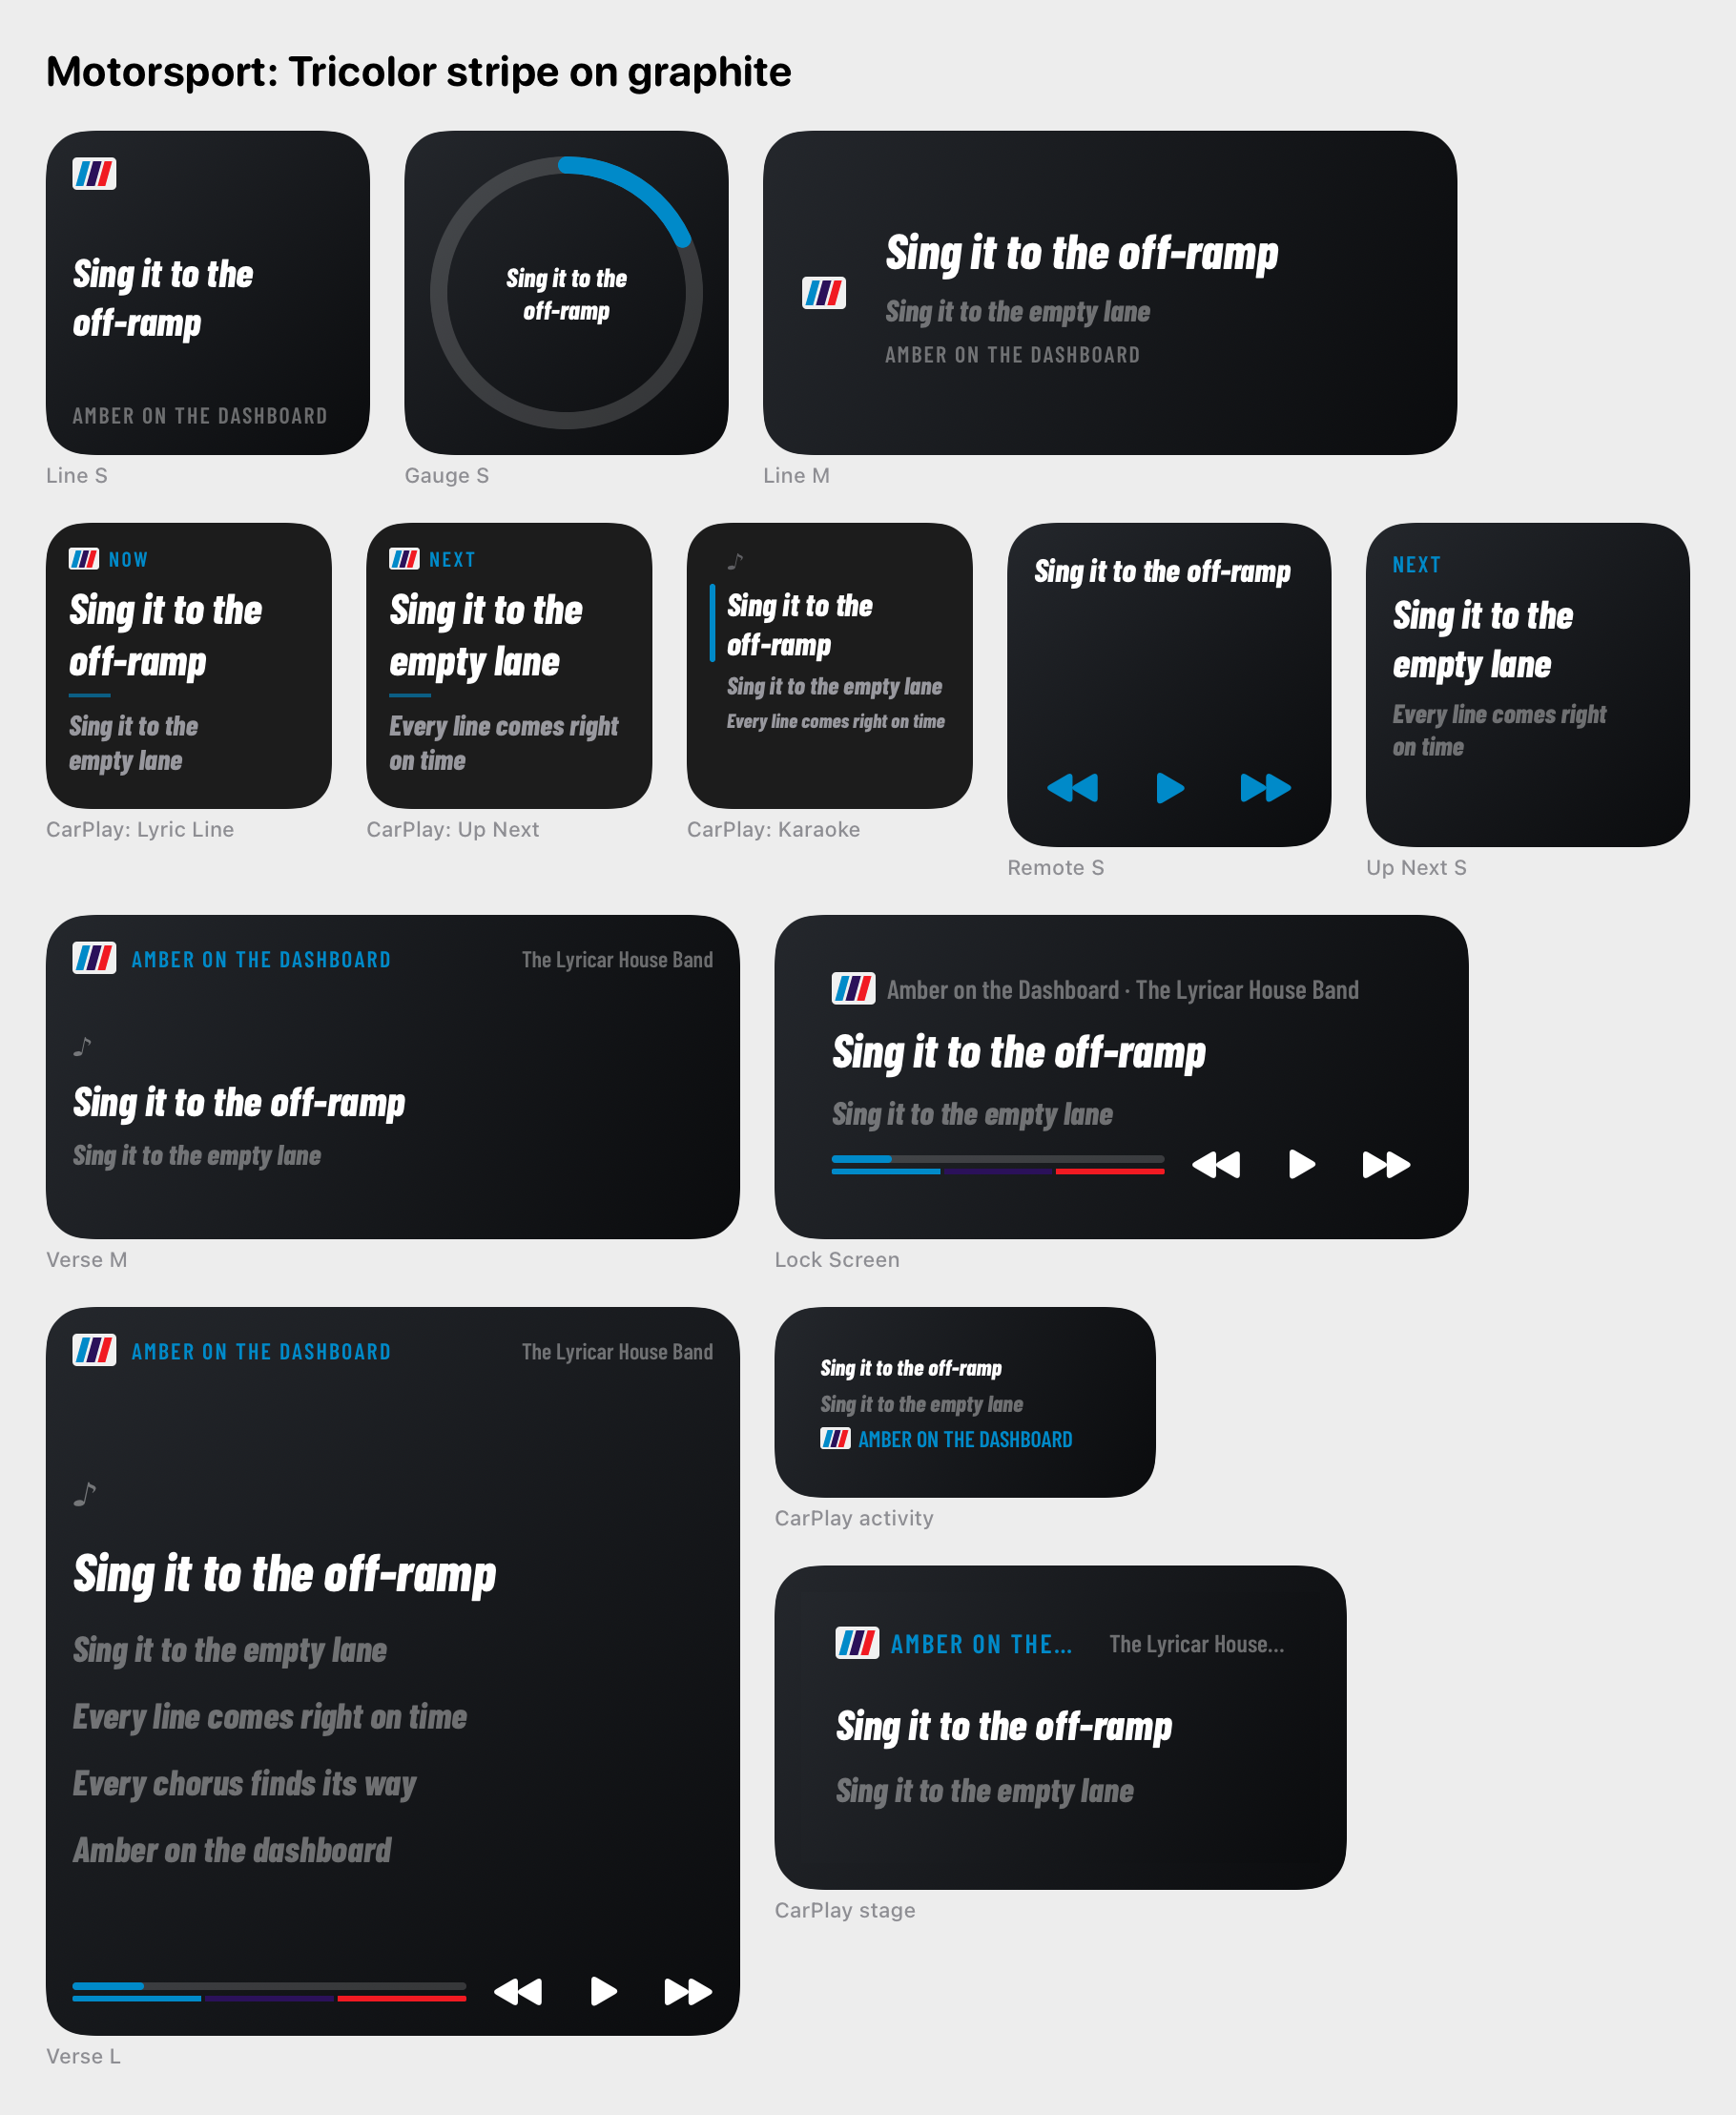 Motorsport: Tricolor stripe on graphite
Sing it to the
off-ramp
AMBER ON THE DASHBOARD
Line S
Sing it to the
off-ramp
Gauge S
Sing it to the off-ramp
Sing it to the empty lane
AMBER ON THE DASHBOARD
Line M
NOW
Sing it to the
off-ramp
Sing it to the
empty lane
CarPlay: Lyric Line
NEXT
Sing it to the
empty lane
Every line comes right
on time
CarPlay: Up Next
♪
Sing it to the
off-ramp
Sing it to the empty lane
Every line comes right on time
CarPlay: Karaoke
Sing it to the off-ramp
Remote S
NEXT
Sing it to the
empty lane
Every line comes right
on time
Up Next S
AMBER ON THE DASHBOARD
The Lyricar House Band
♪
Sing it to the off-ramp
Sing it to the empty lane
Verse M
Amber on the Dashboard · The Lyricar House Band
Sing it to the off-ramp
Sing it to the empty lane
Lock Screen
AMBER ON THE DASHBOARD
The Lyricar House Band
♪
Sing it to the off-ramp
Sing it to the empty lane
Every line comes right on time
Every chorus finds its way
Amber on the dashboard
Verse L
Sing it to the off-ramp
Sing it to the empty lane
AMBER ON THE DASHBOARD
CarPlay activity
AMBER ON THE...
The Lyricar House...
Sing it to the off-ramp
Sing it to the empty lane
CarPlay stage